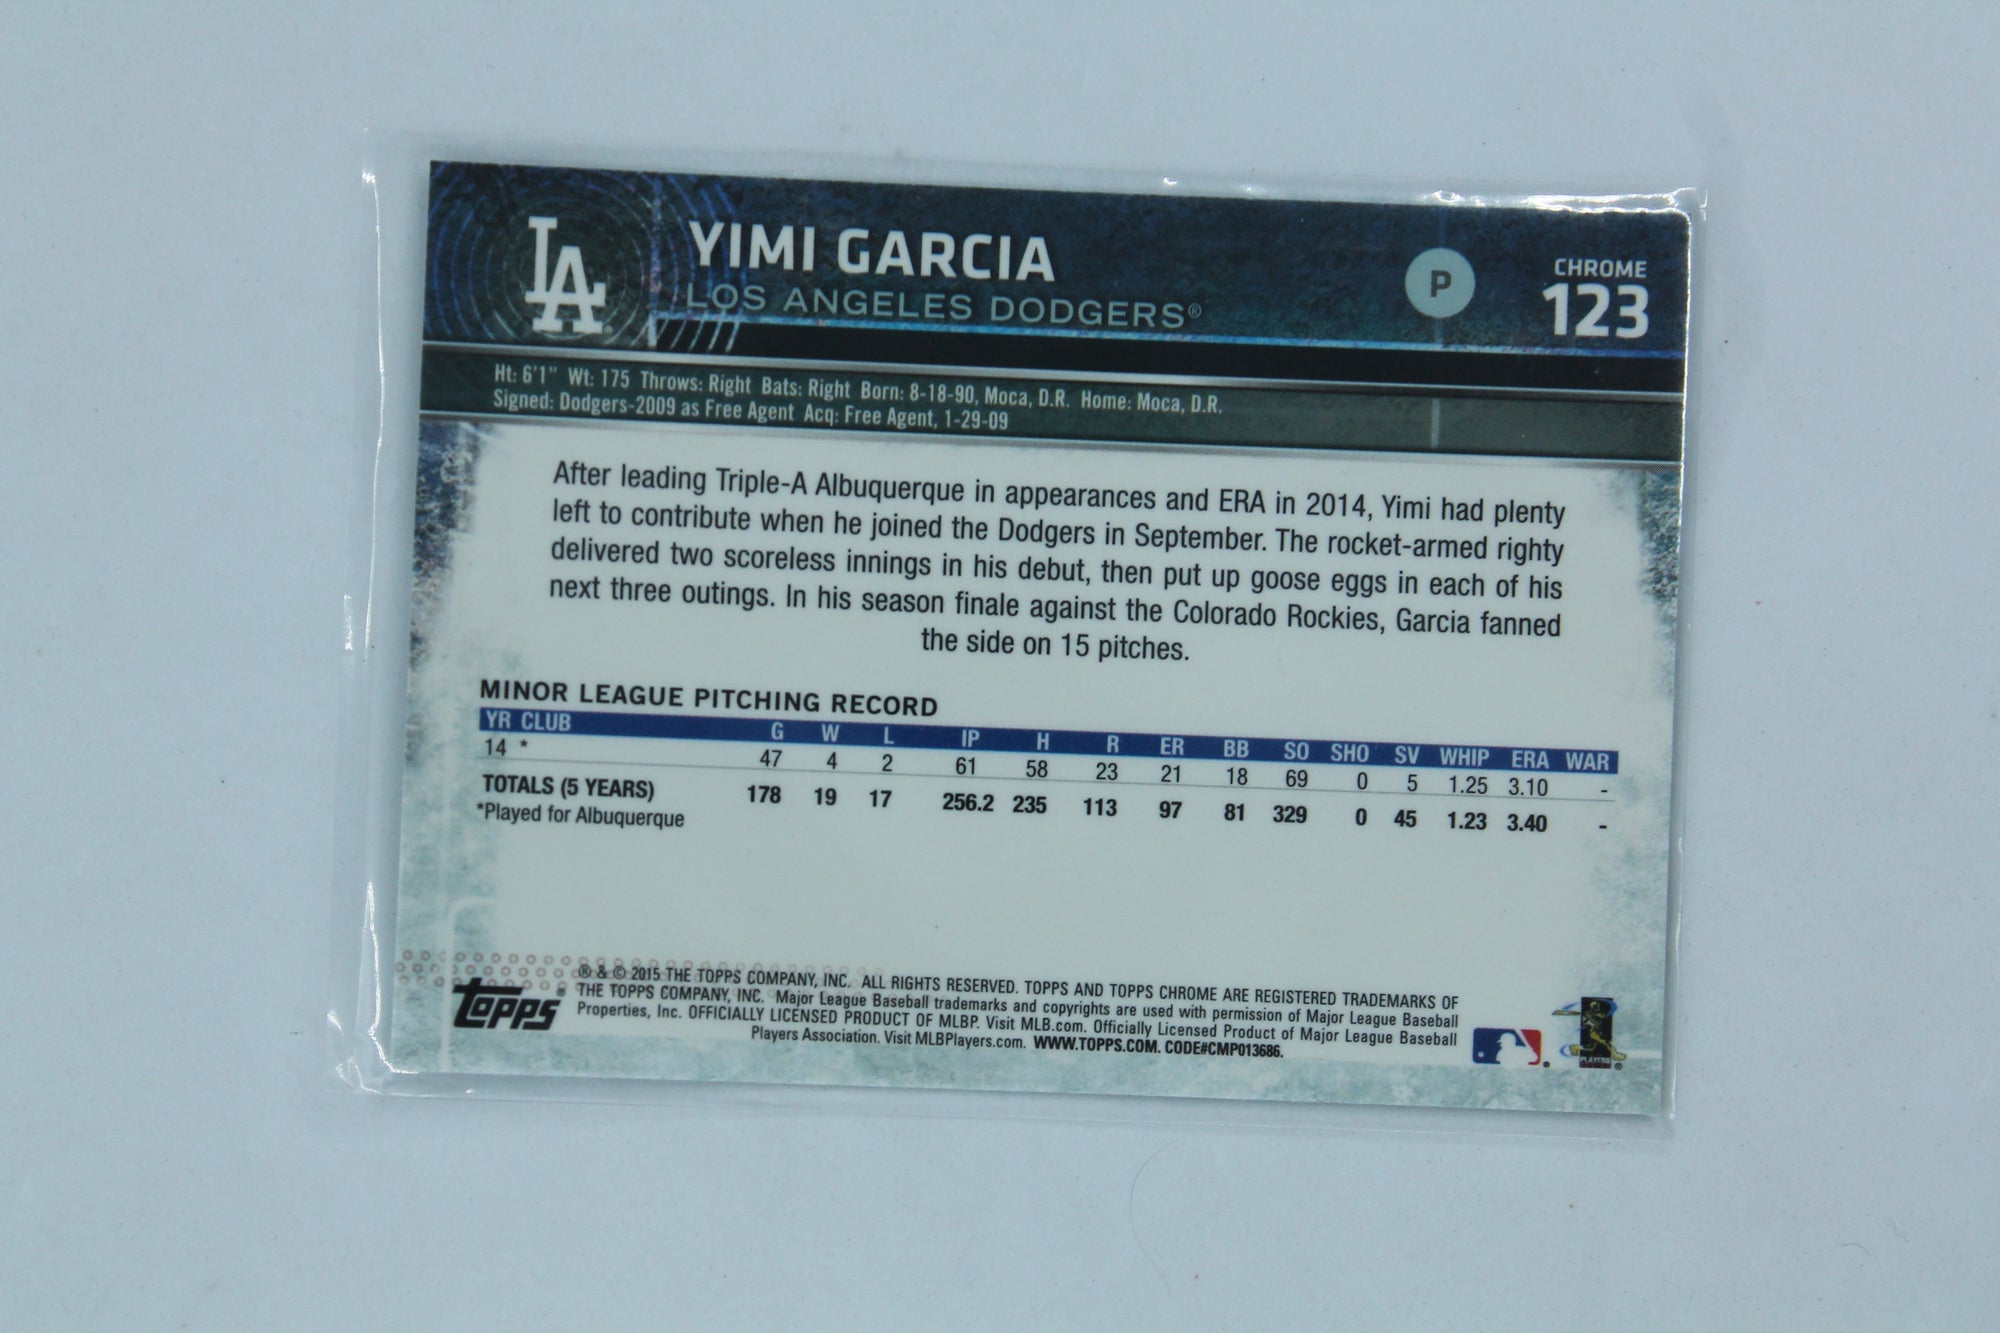 LA
YIMI GARCIA
LOS ANGELES DODGERS®
P
CHROME
123
Ht: 6'1" Wt: 175 Throws: Right Bats: Right Born: 8-18-90, Moca, D.R. Home: Moca, D.R.
Signed: Dodgers-2009 as Free Agent Acq: Free Agent, 1-29-09
After leading Triple-A Albuquerque in appearances and ERA in 2014, Yimi had plenty
left to contribute when he joined the Dodgers in September. The rocket-armed righty
delivered two scoreless innings in his debut, then put up goose eggs in each of his
next three outings. In his season finale against the Colorado Rockies, Garcia fanned
the side on 15 pitches.
MINOR LEAGUE PITCHING RECORD
YR CLUB G W L IP H R ER BB SO SHO SV WHIP ERA WAR
14 * 47 4 2 61 58 23 21 18 69 0 5 1.25 3.10 -
TOTALS (5 YEARS) 178 19 17 256.2 235 113 97 81 329 0 45 1.23 3.40 -
*Played for Albuquerque
Topps®
® & © 2015 THE TOPPS COMPANY, INC. ALL RIGHTS RESERVED. TOPPS AND TOPPS CHROME ARE REGISTERED TRADEMARKS OF
THE TOPPS COMPANY, INC. Major League Baseball trademarks and copyrights are used with permission of Major League Baseball
Properties, Inc. OFFICIALLY LICENSED PRODUCT OF MLBP. Visit MLB.com. Officially Licensed Product of Major League Baseball
Players Association. Visit MLBPlayers.com. WWW.TOPPS.COM. CODE#CMP013686.
PLAYERS